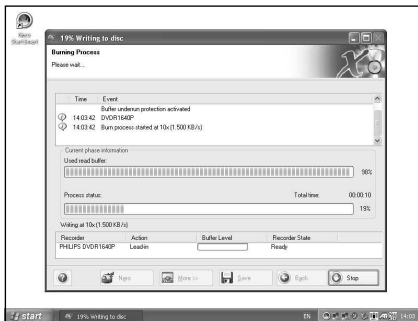 Nero
StartSmart
19% Writing to disc
Burning Process
Please wait...
Time Event
Buffer underrun protection activated
14:03:42 DVDR1640P
14:03:42 Burn process started at 10x (1.500 KB/s)
Current phase information
Used read buffer:
98%
Process status: Total time: 00:00:10
19%
Writing at 10x (1.500 KB/s)
Recorder Action Buffer Level Recorder State
PHILIPS DVDR1640P Lead-in Ready
Nero More >> Save Back Stop
start 19% Writing to disc EN 14:03